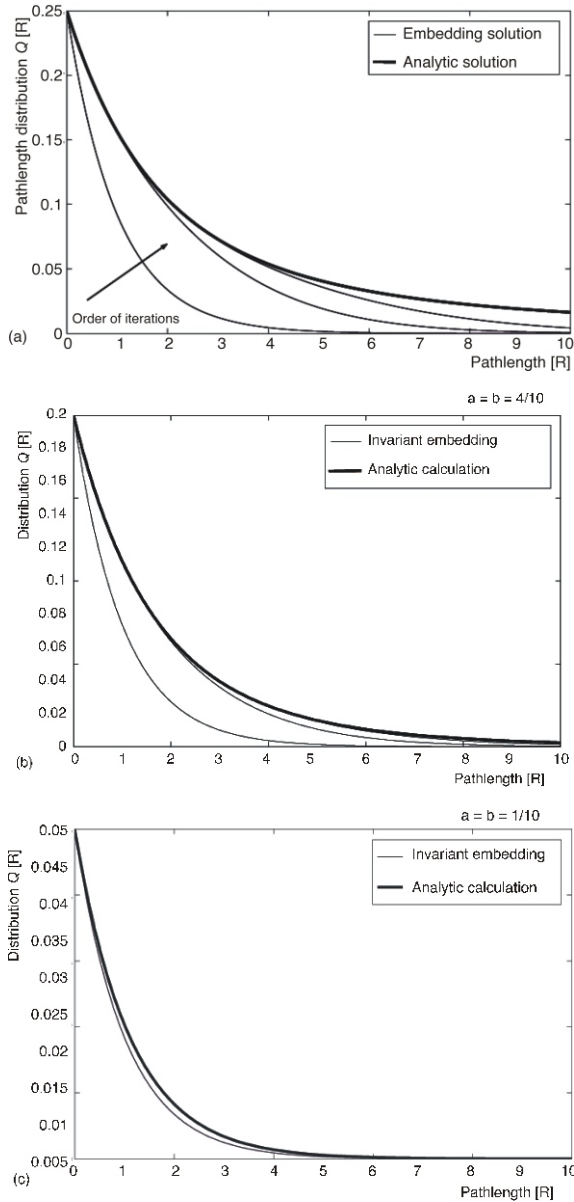 0.25
0.2
0.15
0.1
0.05
0
Pathlength distribution Q [R]
Embedding solution
Analytic solution
Order of iterations
0 1 2 3 4 5 6 7 8 9 10
Pathlength [R]
(a)
a = b = 4/10
0.2
0.18
0.16
0.14
0.12
0.1
0.08
0.06
0.04
0.02
0
Distribution Q [R]
Invariant embedding
Analytic calculation
0 1 2 3 4 5 6 7 8 9 10
Pathlength [R]
(b)
a = b = 1/10
0.05
0.045
0.04
0.035
0.03
0.025
0.02
0.015
0.01
0.005
Distribution Q [R]
Invariant embedding
Analytic calculation
0 1 2 3 4 5 6 7 8 9 10
Pathlength [R]
(c)